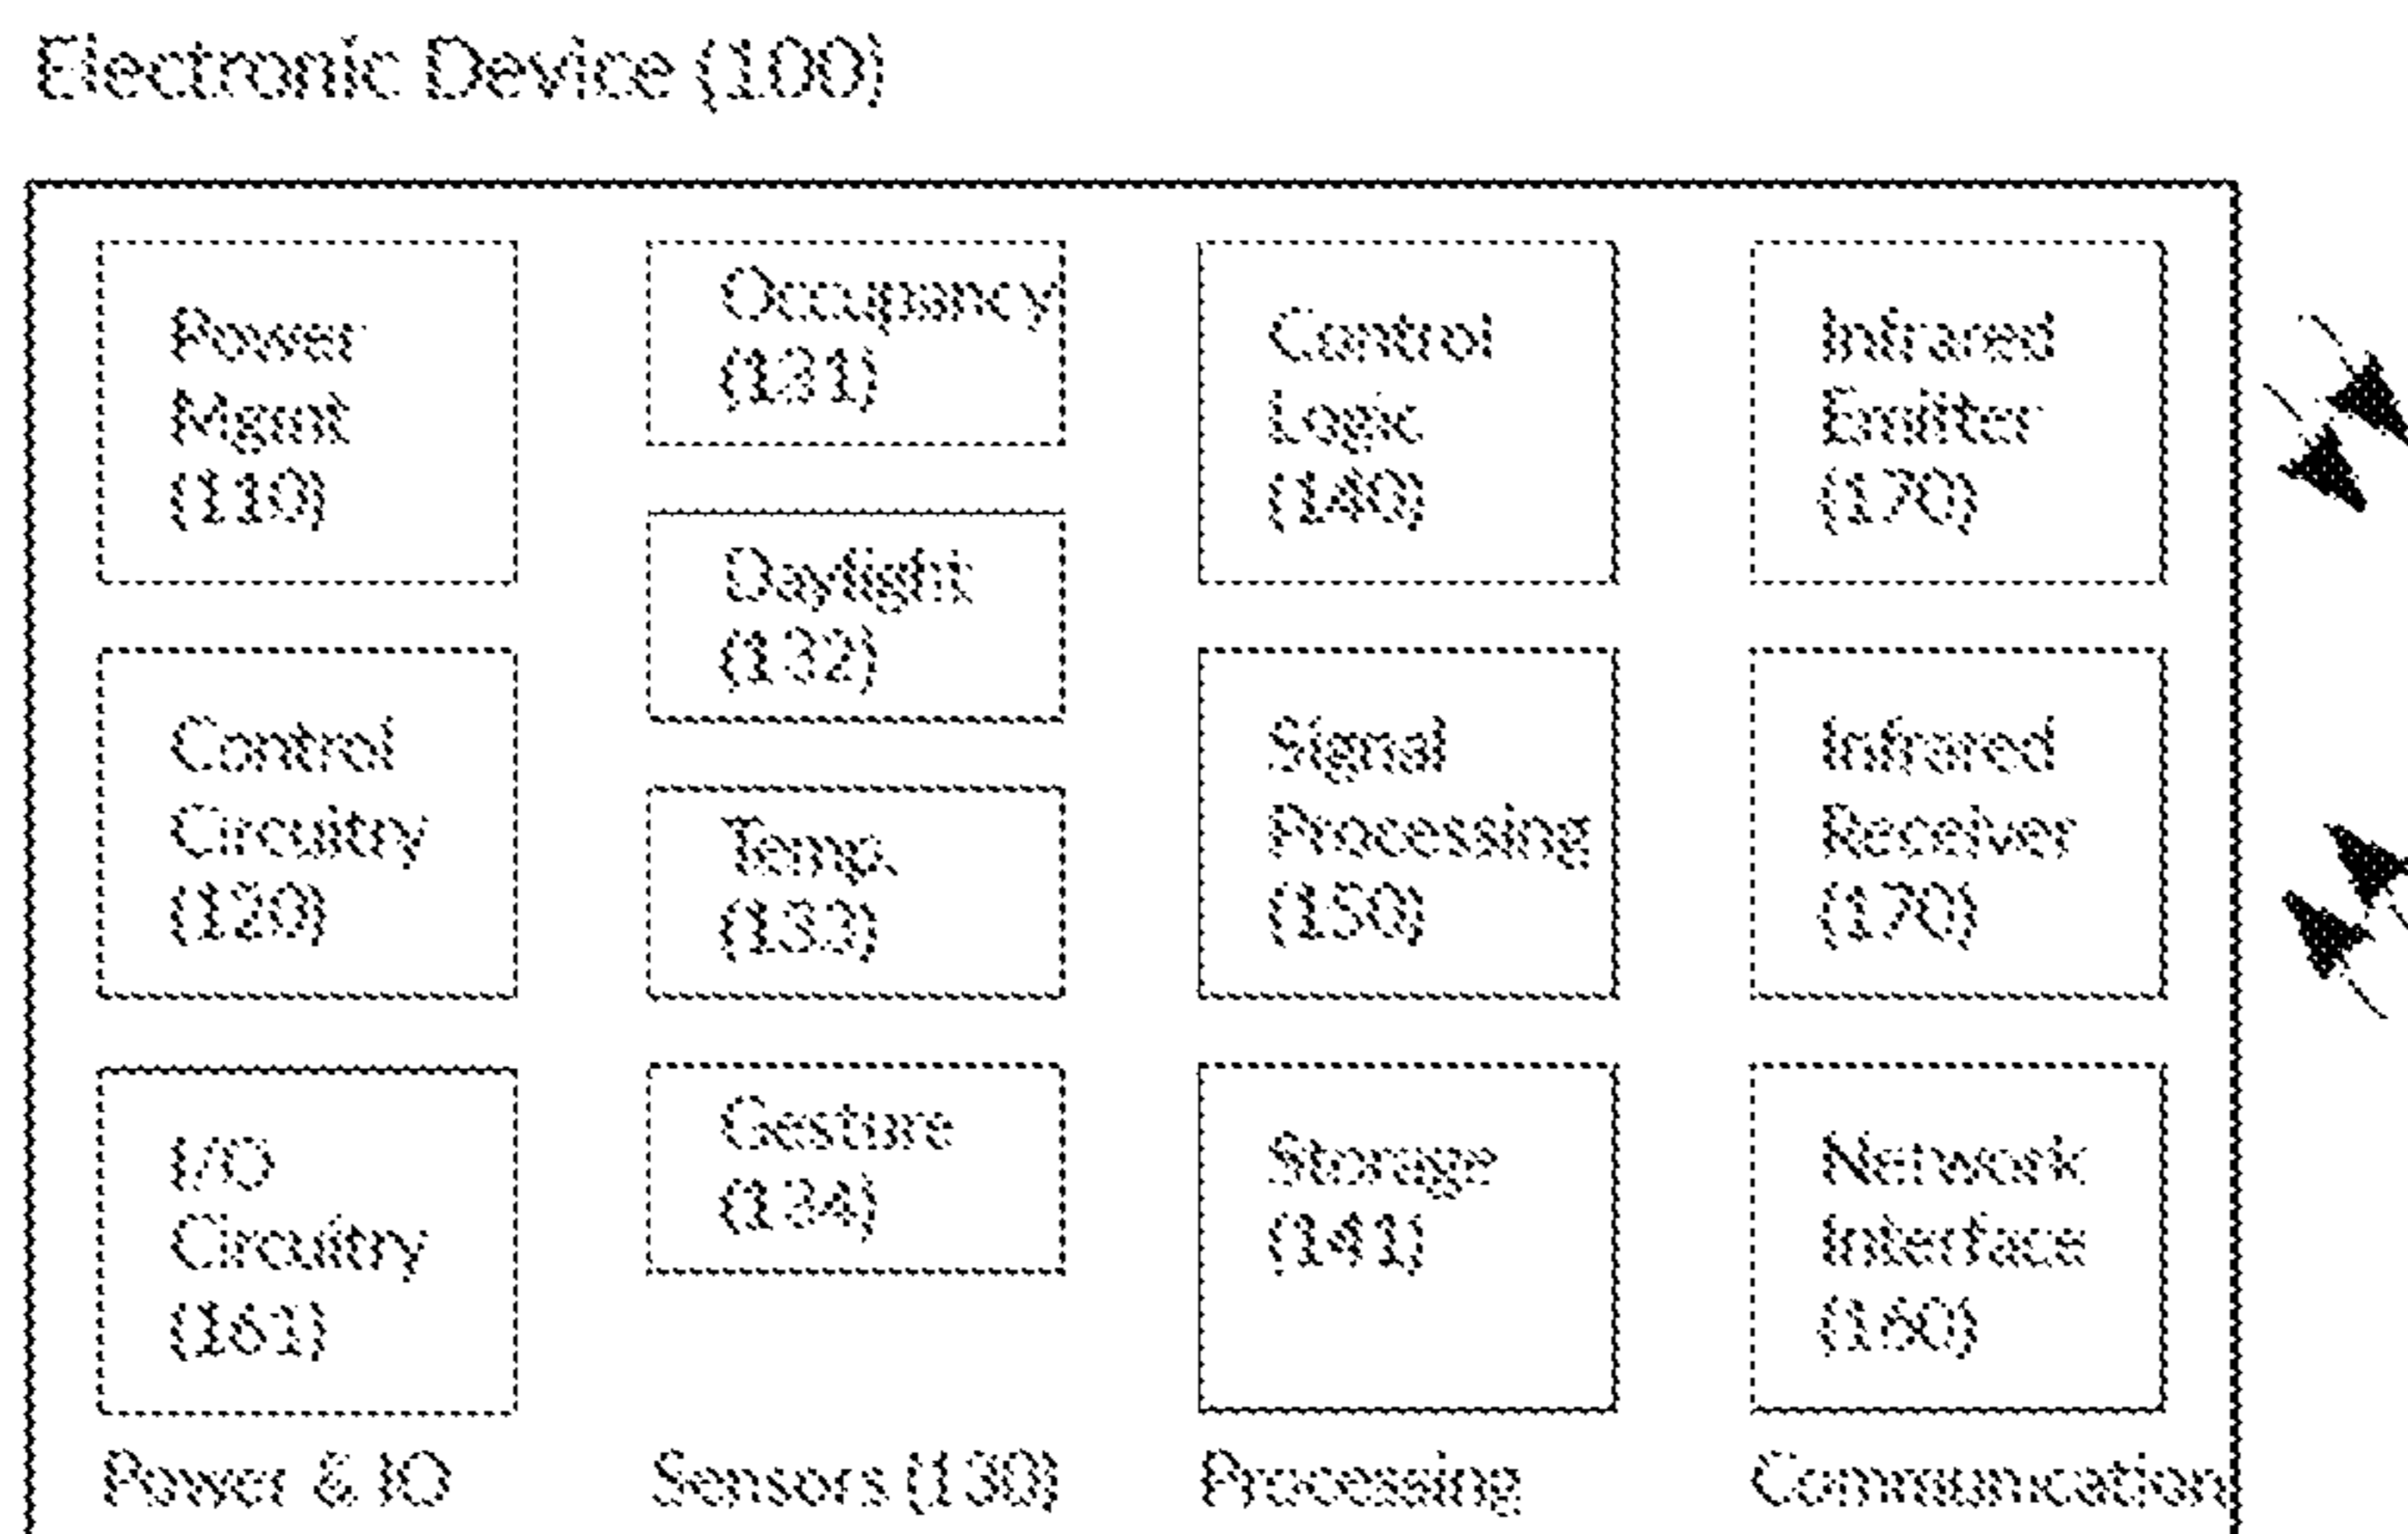 Electronic Device (100)
Power
Mgmt
(110)
Control
Circuitry
(120)
I/O
Circuitry
(161)
Power & IO
Occupancy
(131)
Daylight
(132)
Temp.
(133)
Gesture
(134)
Sensors (130)
Control
Logic
(140)
Signal
Processing
(150)
Storage
(141)
Processing
Infrared
Emitter
(170)
Infrared
Receiver
(170)
Network
Interface
(160)
Communication